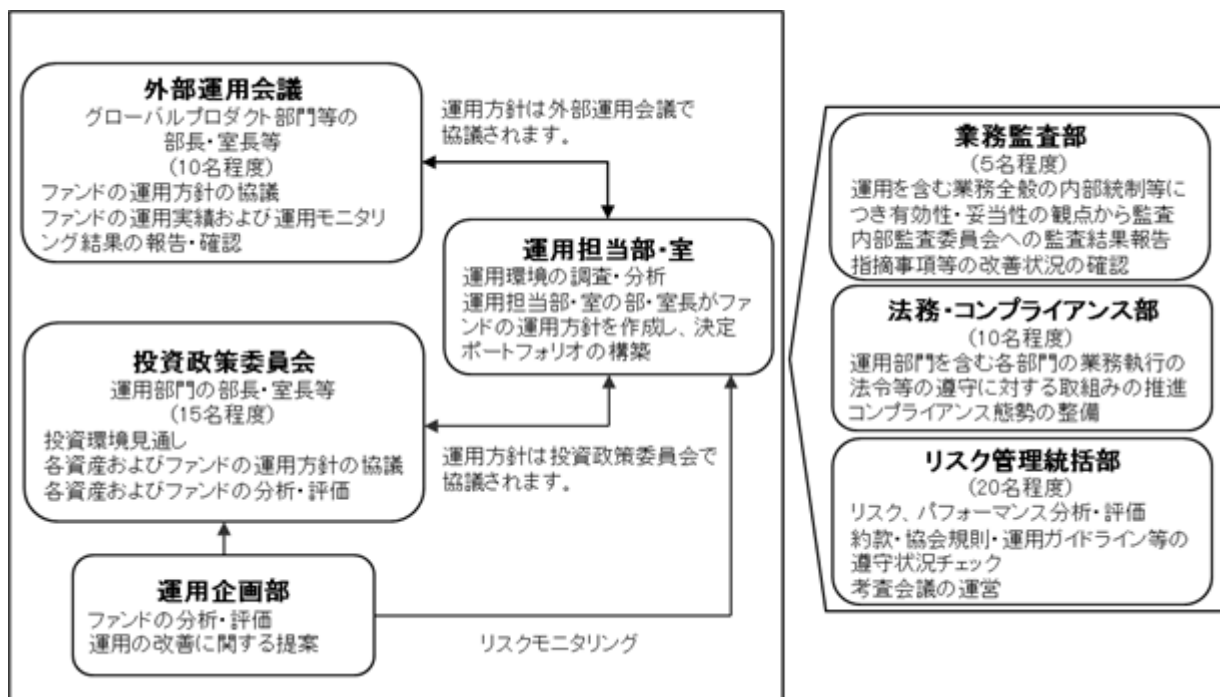 外部運用会議
グローバルプロダクト部門等の
部長・室長等
(10名程度)
ファンドの運用方針の協議
ファンドの運用実績および運用モニタリ
ング結果の報告・確認
運用方針は外部運用会議で
協議されます。
運用担当部・室
運用環境の調査・分析
運用担当部・室の部・室長がファ
ンドの運用方針を作成し、決定
ポートフォリオの構築
投資政策委員会
運用部門の部長・室長等
(15名程度)
投資環境見通し
各資産およびファンドの運用方針の協議
各資産およびファンドの分析・評価
運用方針は投資政策委員会で
協議されます。
運用企画部
ファンドの分析・評価
運用の改善に関する提案
リスクモニタリング
業務監査部
(5名程度)
運用を含む業務全般の内部統制等に
つき有効性・妥当性の観点から監査
内部監査委員会への監査結果報告
指摘事項等の改善状況の確認
法務・コンプライアンス部
(10名程度)
運用部門を含む各部門の業務執行の
法令等の遵守に対する取組みの推進
コンプライアンス態勢の整備
リスク管理統括部
(20名程度)
リスク、パフォーマンス分析・評価
約款・協会規則・運用ガイドライン等の
遵守状況チェック
考査会議の運営